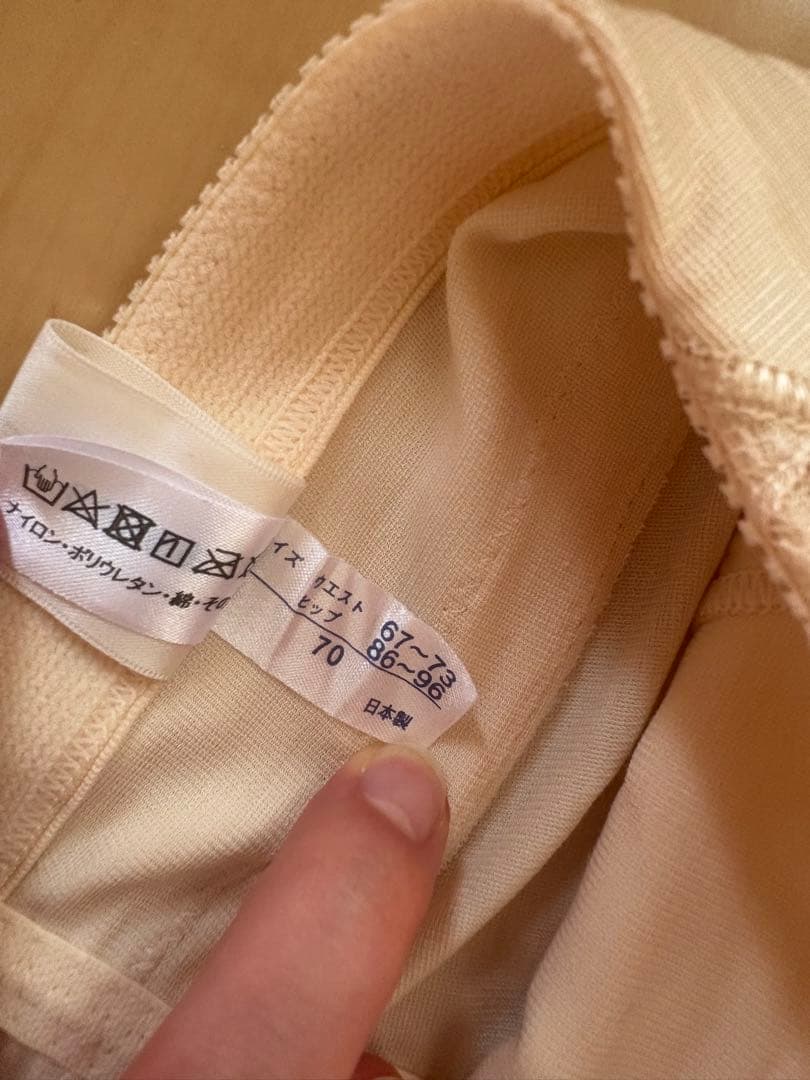 ナイロン・ポリウレタン・綿・その
イズ
ウエスト 67～73
ヒップ 86～96
70
日本製